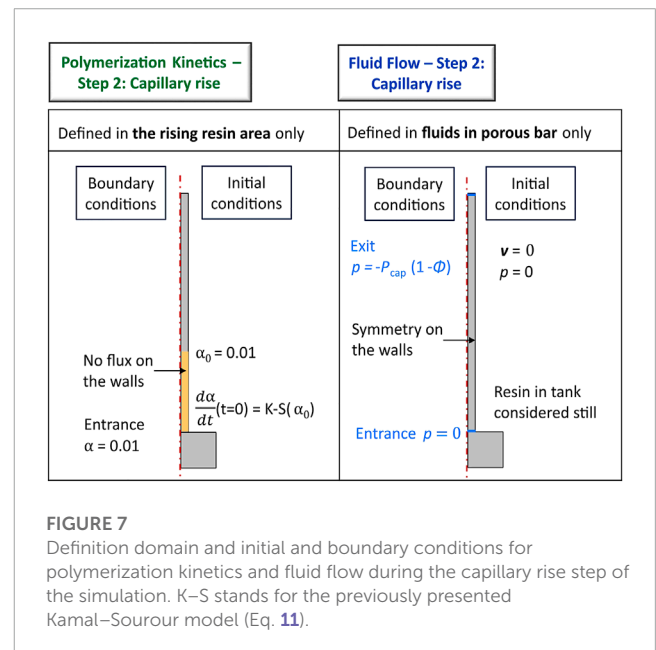 Polymerization Kinetics –
Step 2: Capillary rise
Fluid Flow – Step 2:
Capillary rise
Defined in the rising resin area only
Defined in fluids in porous bar only
Boundary
conditions
Initial
conditions
No flux on
the walls
Entrance
α = 0.01
α₀ = 0.01
dα/dt (t=0) = K-S(α₀)
Boundary
conditions
Initial
conditions
Exit
p = -Pcap (1-Φ)
v = 0
p = 0
Symmetry on
the walls
Resin in tank
considered still
Entrance p = 0
FIGURE 7
Definition domain and initial and boundary conditions for
polymerization kinetics and fluid flow during the capillary rise step of
the simulation. K–S stands for the previously presented
Kamal–Sourour model (Eq. 11).